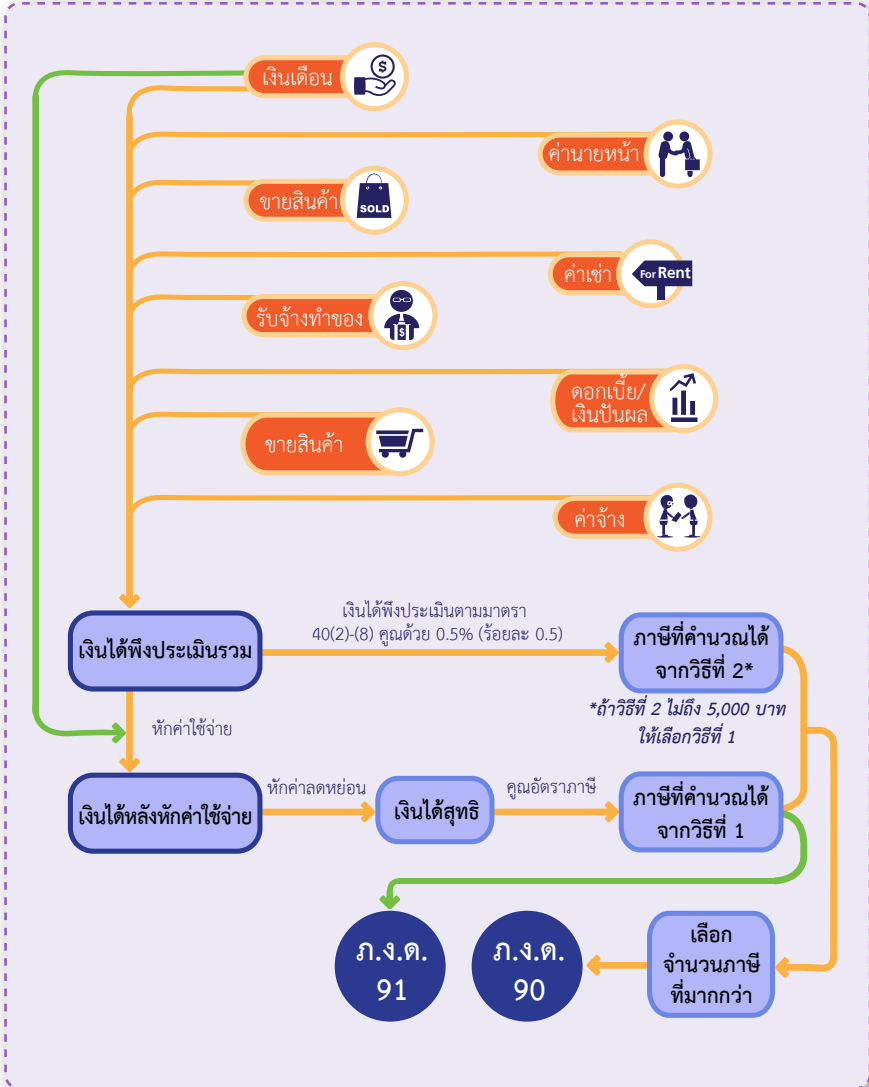 เงินเดือน
ค่านายหน้า
ขายสินค้า
SOLD
ค่าเช่า
For Rent
รับจ้างทำของ
$
ดอกเบี้ย/
เงินปันผล
ขายสินค้า
ค่าจ้าง
เงินได้พึงประเมินรวม
เงินได้พึงประเมินตามมาตรา
40(2)-(8) คูณด้วย 0.5% (ร้อยละ 0.5)
ภาษีที่คำนวณได้
จากวิธีที่ 2*
*ถ้าวิธีที่ 2 ไม่ถึง 5,000 บาท
ให้เลือกวิธีที่ 1
หักค่าใช้จ่าย
เงินได้หลังหักค่าใช้จ่าย
หักค่าลดหย่อน
เงินได้สุทธิ
คูณอัตราภาษี
ภาษีที่คำนวณได้
จากวิธีที่ 1
ภ.ง.ด.
91
ภ.ง.ด.
90
เลือก
จำนวนภาษี
ที่มากกว่า